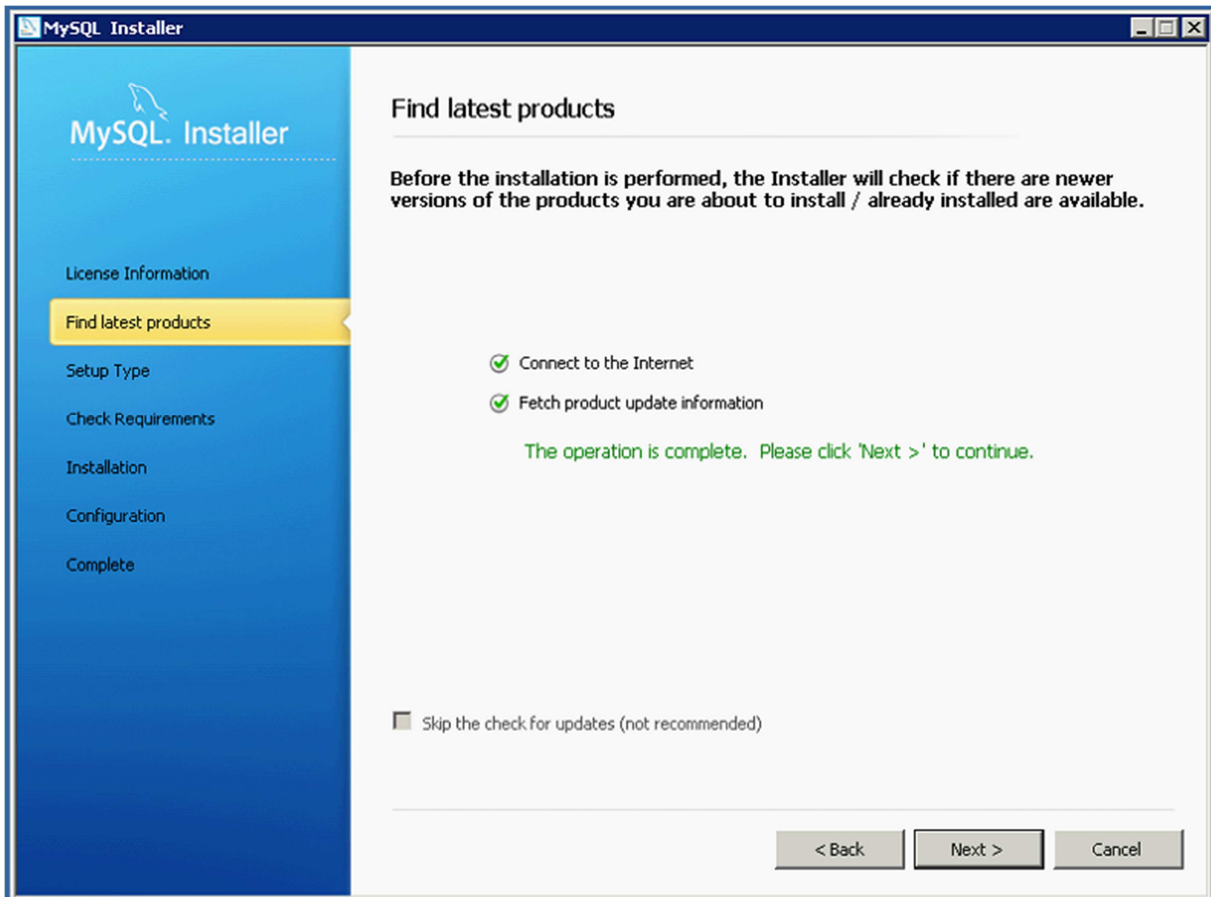 MySQL Installer
MySQL. Installer
License Information
Find latest products
Setup Type
Check Requirements
Installation
Configuration
Complete
Find latest products
Before the installation is performed, the Installer will check if there are newer
versions of the products you are about to install / already installed are available.
Connect to the Internet
Fetch product update information
The operation is complete. Please click 'Next >' to continue.
Skip the check for updates (not recommended)
< Back
Next >
Cancel